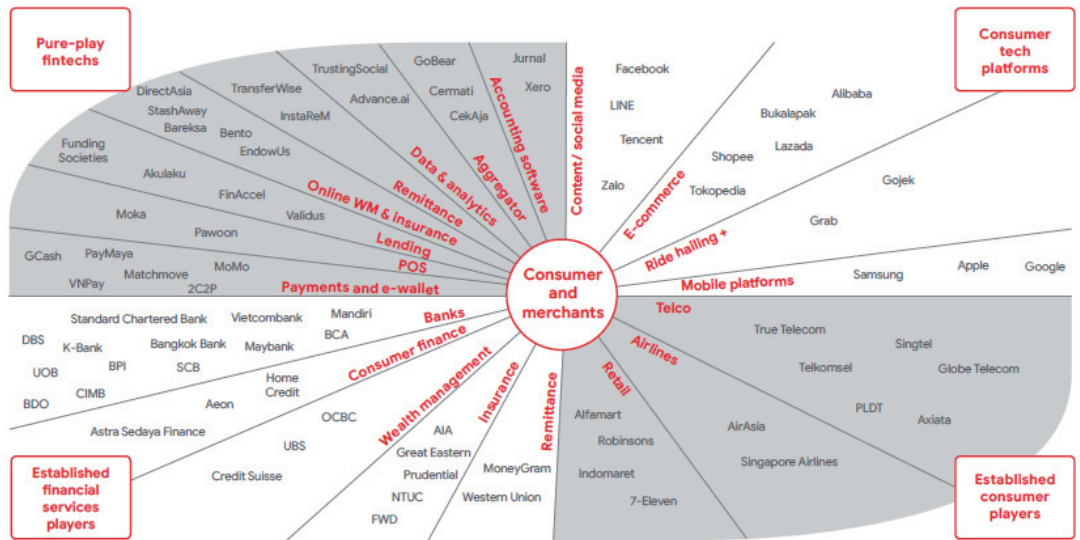 Pure-play
fintechs
Consumer
tech
platforms
Established
financial
services
players
Established
consumer
players
Consumer
and
merchants
Payments and e-wallet
GCash
PayMaya
VNPay
Matchmove
2C2P
MoMo
POS
Moka
Pawoon
Lending
Funding
Societies
Akulaku
FinAccel
Validus
Online WM & insurance
DirectAsia
StashAway
Bareksa
Bento
EndowUs
Remittance
TransferWise
InstaReM
Data & analytics
TrustingSocial
Advance.ai
Aggregator
GoBear
Cermati
CekAja
Accounting software
Jurnal
Xero
Content/ social media
Facebook
LINE
Tencent
Zalo
E-commerce
Alibaba
Bukalapak
Lazada
Shopee
Tokopedia
Ride hailing +
Gojek
Grab
Mobile platforms
Samsung
Apple
Google
Telco
True Telecom
Singtel
Telkomsel
Globe Telecom
PLDT
Axiata
Airlines
AirAsia
Singapore Airlines
Retail
Alfamart
Robinsons
Indomaret
7-Eleven
Remittance
MoneyGram
Western Union
Insurance
AIA
Great Eastern
Prudential
NTUC
FWD
Wealth management
OCBC
UBS
Credit Suisse
Consumer finance
Home
Credit
Aeon
Astra Sedaya Finance
Banks
Standard Chartered Bank
Vietcombank
Mandiri
BCA
DBS
K-Bank
Bangkok Bank
Maybank
UOB
BPI
SCB
BDO
CIMB